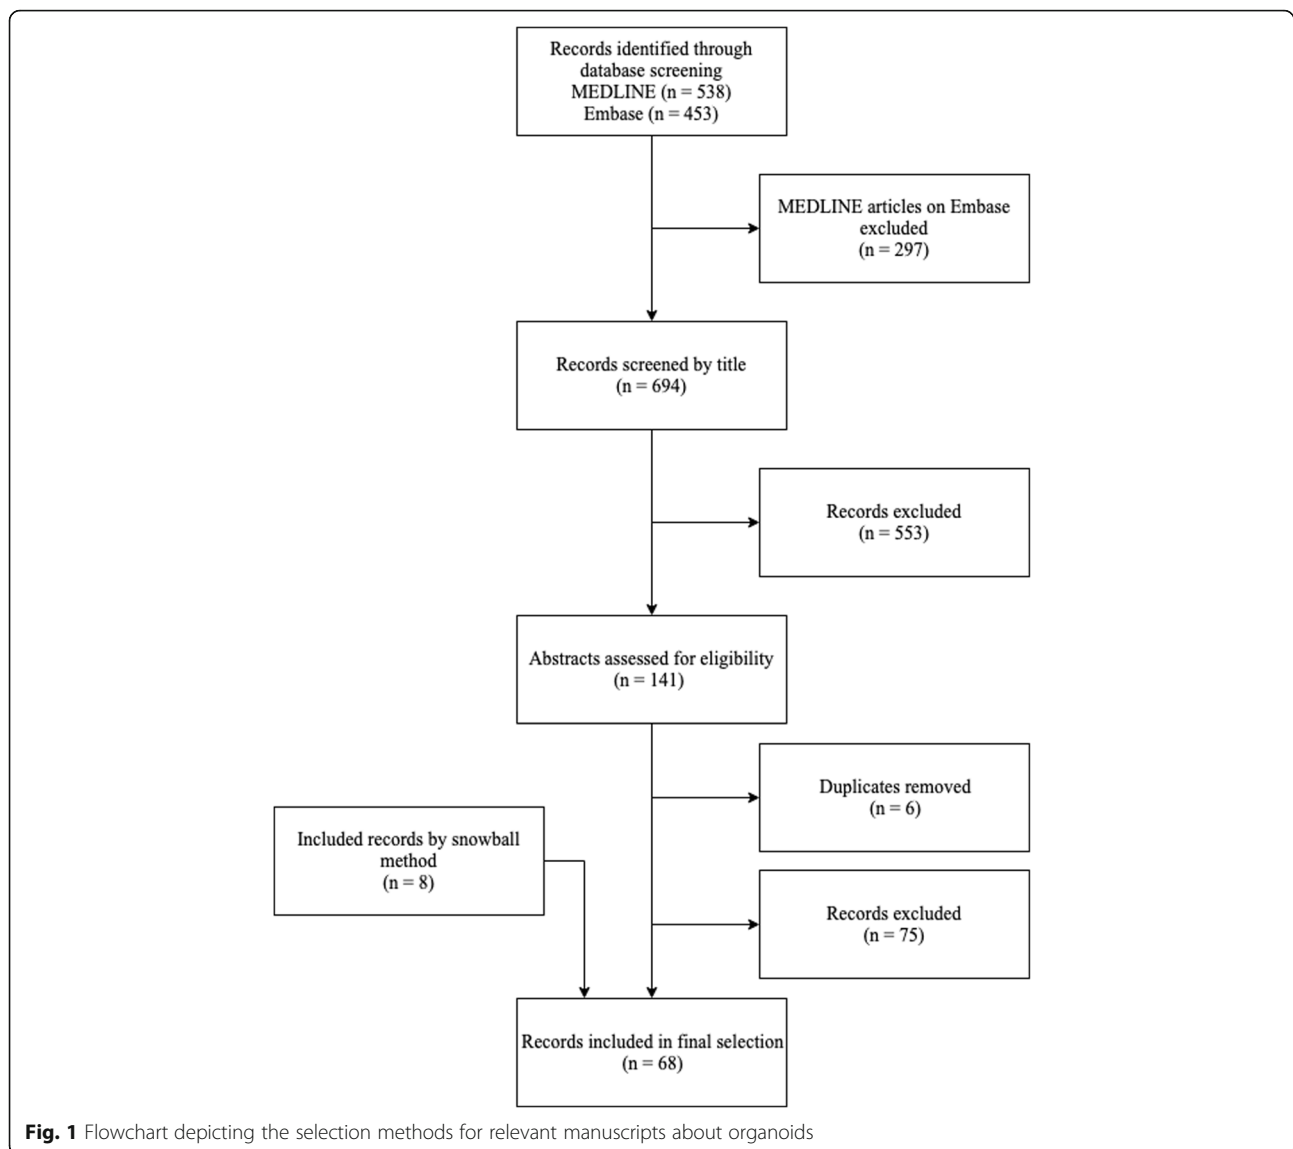 Records identified through
database screening
MEDLINE (n = 538)
Embase (n = 453)
MEDLINE articles on Embase
excluded
(n = 297)
Records screened by title
(n = 694)
Records excluded
(n = 553)
Abstracts assessed for eligibility
(n = 141)
Duplicates removed
(n = 6)
Included records by snowball
method
(n = 8)
Records excluded
(n = 75)
Records included in final selection
(n = 68)
Fig. 1 Flowchart depicting the selection methods for relevant manuscripts about organoids